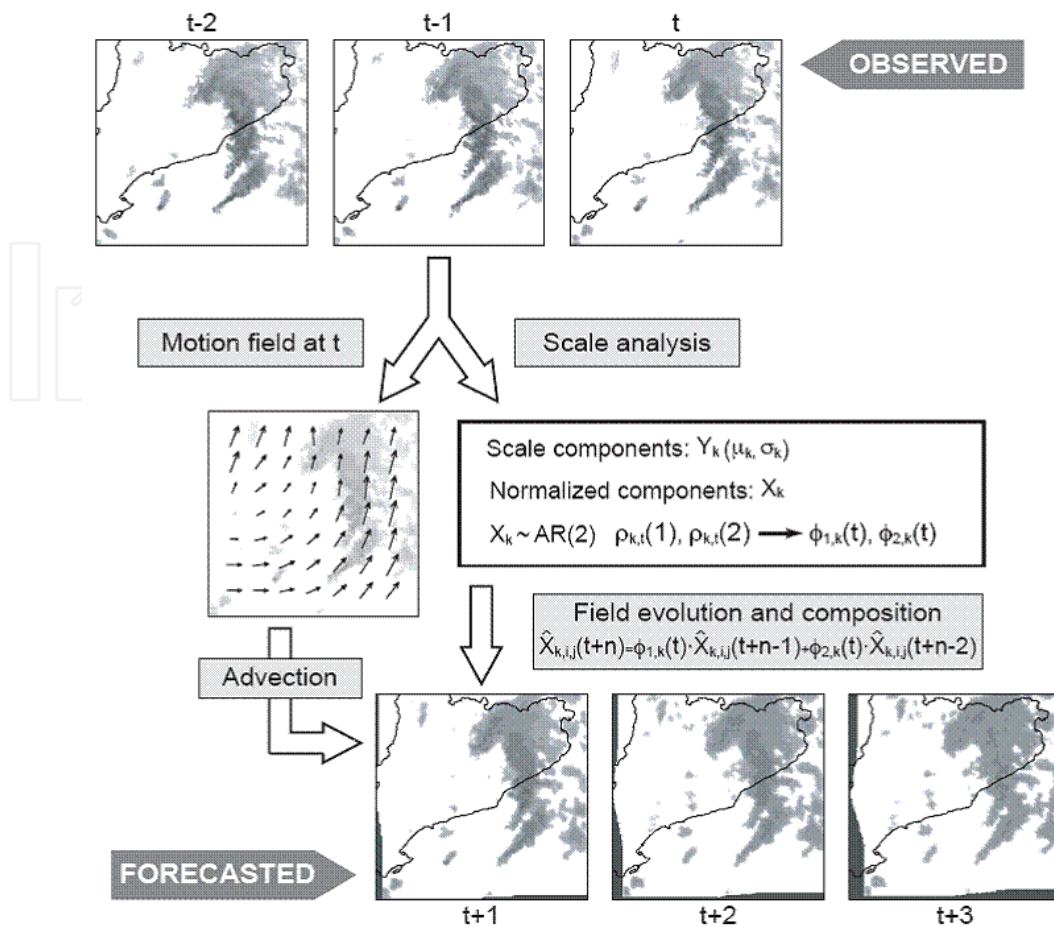 t-2 t-1 t
OBSERVED
Motion field at t
Scale analysis
Scale components: Yₖ(μₖ, σₖ)
Normalized components: Xₖ
Xₖ ~ AR(2) ρₖ,ₜ(1), ρₖ,ₜ(2) → ϕ₁,ₖ(t), ϕ₂,ₖ(t)
Field evolution and composition
X̂ₖ,ᵢ,ⱼ(t+n)=ϕ₁,ₖ(t)·X̂ₖ,ᵢ,ⱼ(t+n-1)+ϕ₂,ₖ(t)·X̂ₖ,ᵢ,ⱼ(t+n-2)
Advection
FORECASTED
t+1 t+2 t+3